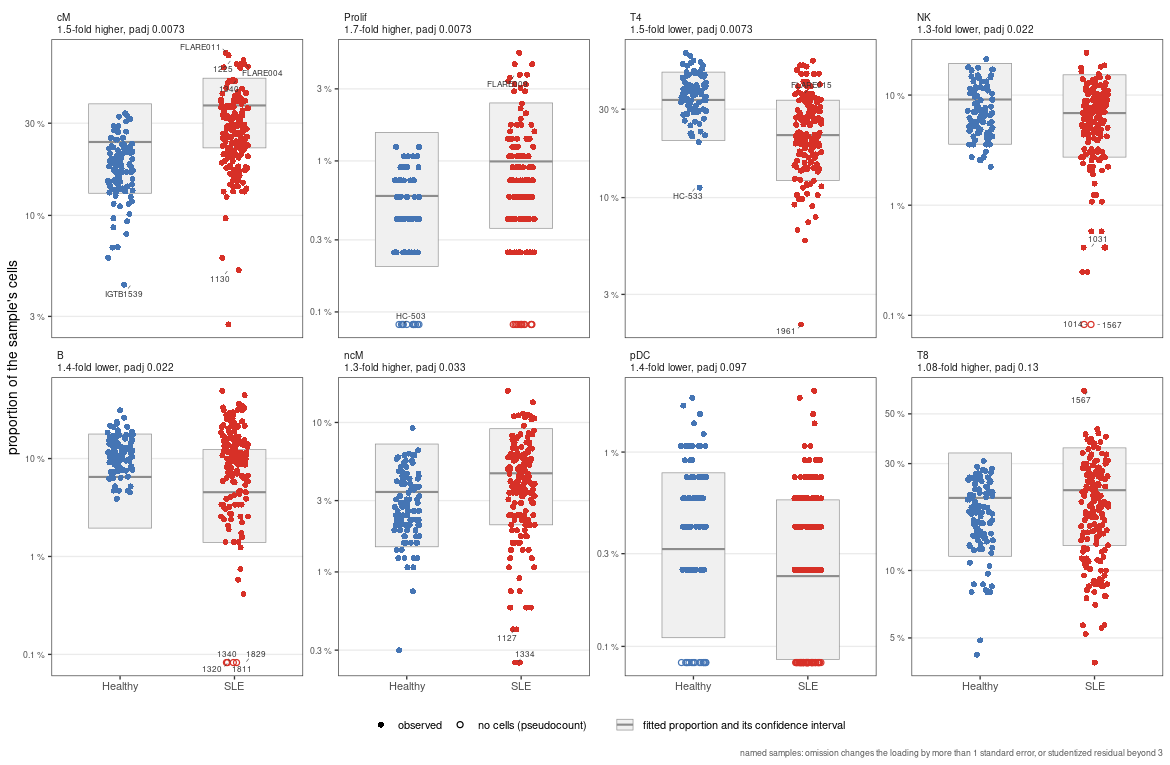 cM
1.5-fold higher, padj 0.0073
Prolif
1.7-fold higher, padj 0.0073
T4
1.5-fold lower, padj 0.0073
NK
1.3-fold lower, padj 0.022
FLARE011
1225
FLARE004
1340
1130
IGTB1539
30 %
10 %
3 %
HC-503
3 %
1 %
0.3 %
0.1 %
FLARE015
HC-533
1961
30 %
10 %
3 %
1031
1014
1567
10 %
1 %
0.1 %
proportion of the sample's cells
B
1.4-fold lower, padj 0.022
ncM
1.3-fold higher, padj 0.033
pDC
1.4-fold lower, padj 0.097
T8
1.08-fold higher, padj 0.13
10 %
1 %
0.1 %
1340
1829
1320
1811
10 %
3 %
1 %
0.3 %
1127
1334
1 %
0.3 %
0.1 %
1567
50 %
30 %
10 %
5 %
Healthy
SLE
Healthy
SLE
Healthy
SLE
Healthy
SLE
observed
no cells (pseudocount)
fitted proportion and its confidence interval
named samples: omission changes the loading by more than 1 standard error, or studentized residual beyond 3